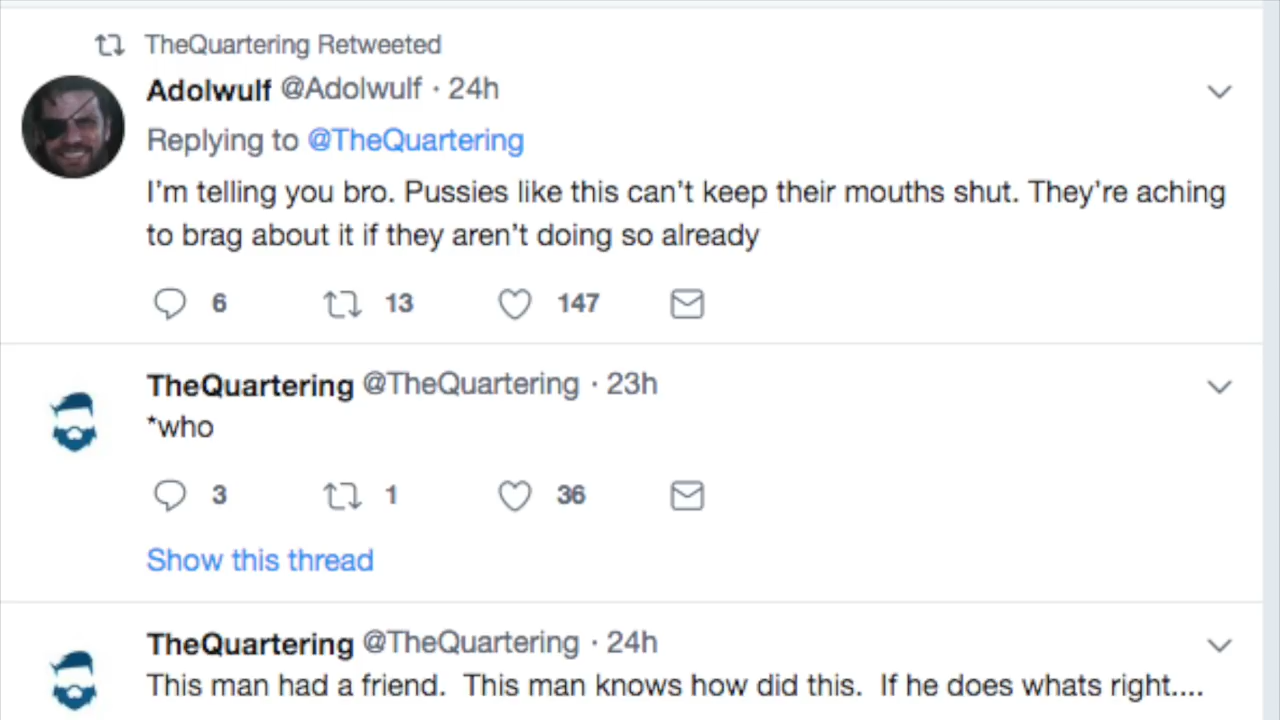 TheQuartering Retweeted
Adolwulf @Adolwulf · 24h
Replying to @TheQuartering
I'm telling you bro. Pussies like this can't keep their mouths shut. They're aching
to brag about it if they aren't doing so already
6 13 147
TheQuartering @TheQuartering · 23h
*who
3 1 36
Show this thread
TheQuartering @TheQuartering · 24h
This man had a friend.  This man knows how did this.  If he does whats right....